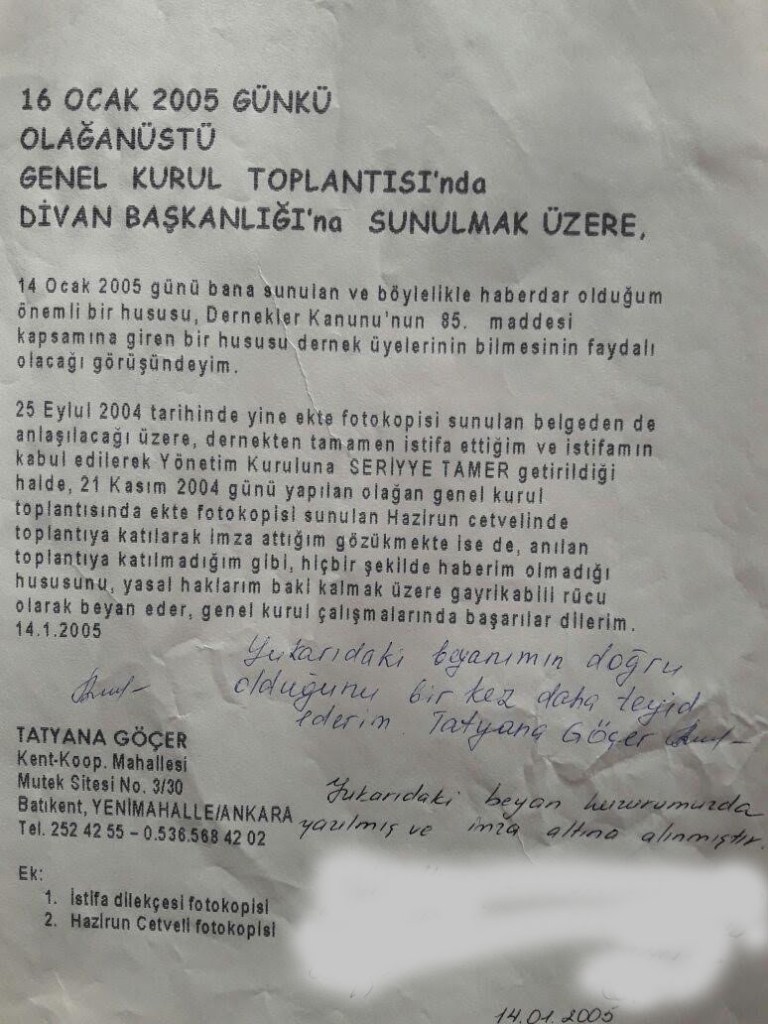 16 OCAK 2005 GÜNKÜ
OLAĞANÜSTÜ
GENEL KURUL TOPLANTISI'nda
DİVAN BAŞKANLIĞI'na SUNULMAK ÜZERE,
14 Ocak 2005 günü bana sunulan ve böylelikle haberdar olduğum
önemli bir hususu, Dernekler Kanunu'nun 85. maddesi
kapsamına giren bir hususu dernek üyelerinin bilmesinin faydalı
olacağı görüşündeyim.
25 Eylul 2004 tarihinde yine ekte fotokopisi sunulan belgeden de
anlaşılacağı üzere, dernekten tamamen istifa ettiğim ve istifamın
kabul edilerek Yönetim Kuruluna SERİYYE TAMER getirildiği
halde, 21 Kasım 2004 günü yapılan olağan genel kurul
toplantısında ekte fotokopisi sunulan Hazirun cetvelinde
toplantıya katılarak imza attığım gözükmekte ise de, anılan
toplantıya katılmadığım gibi, hiçbir şekilde haberim olmadığı
hususunu, yasal haklarım baki kalmak üzere gayrikabili rücu
olarak beyan eder, genel kurul çalışmalarında başarılar dilerim.
14.1.2005
Yukarıdaki beyanımın doğru
olduğunu bir kez daha teyid
ederim Tatyana Göçer
TATYANA GÖÇER
Kent-Koop. Mahallesi
Mutek Sitesi No. 3/30
Batıkent, YENİMAHALLE/ANKARA
Tel. 252 42 55 - 0.536.568 42 02
Yukarıdaki beyan huzurumuzda
yazılmış ve imza altına alınmıştır.
Ek:
1. İstifa dilekçesi fotokopisi
2. Hazirun Cetveli fotokopisi
14.01.2005